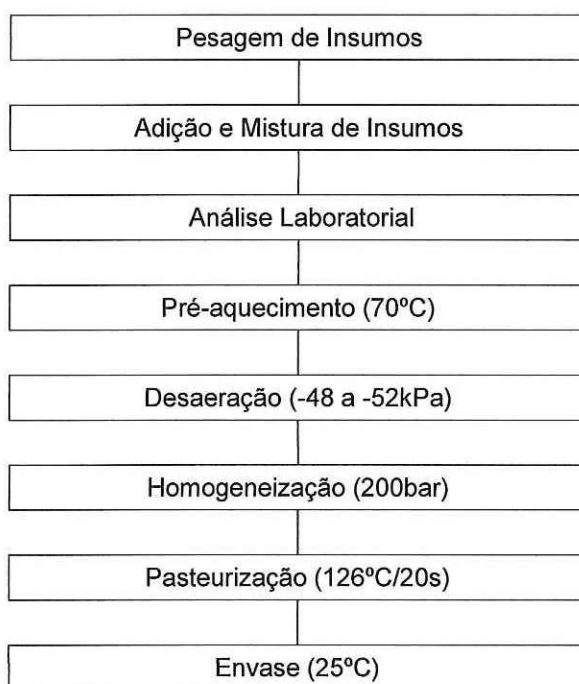 Pesagem de Insumos
Adição e Mistura de Insumos
Análise Laboratorial
Pré-aquecimento (70ºC)
Desaeração (-48 a -52kPa)
Homogeneização (200bar)
Pasteurização (126ºC/20s)
Envase (25ºC)